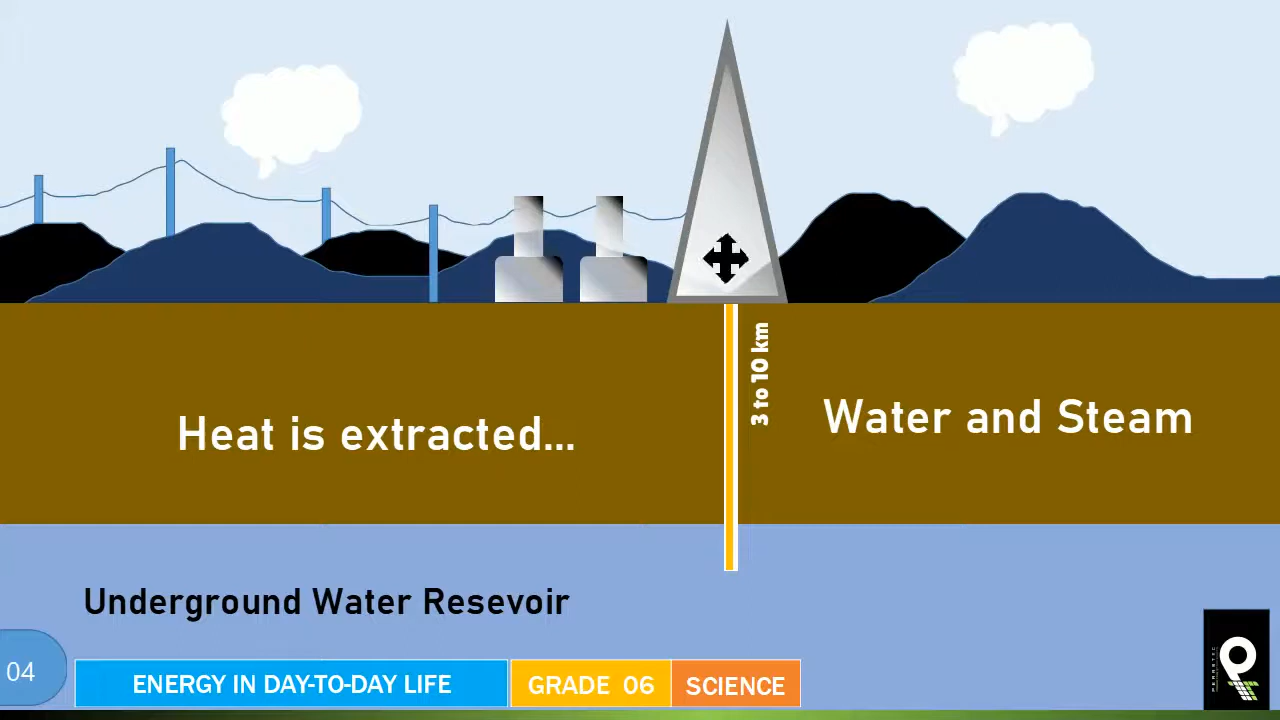 3 to 10 km
Heat is extracted...
Water and Steam
Underground Water Resevoir
04
ENERGY IN DAY-TO-DAY LIFE
GRADE 06
SCIENCE